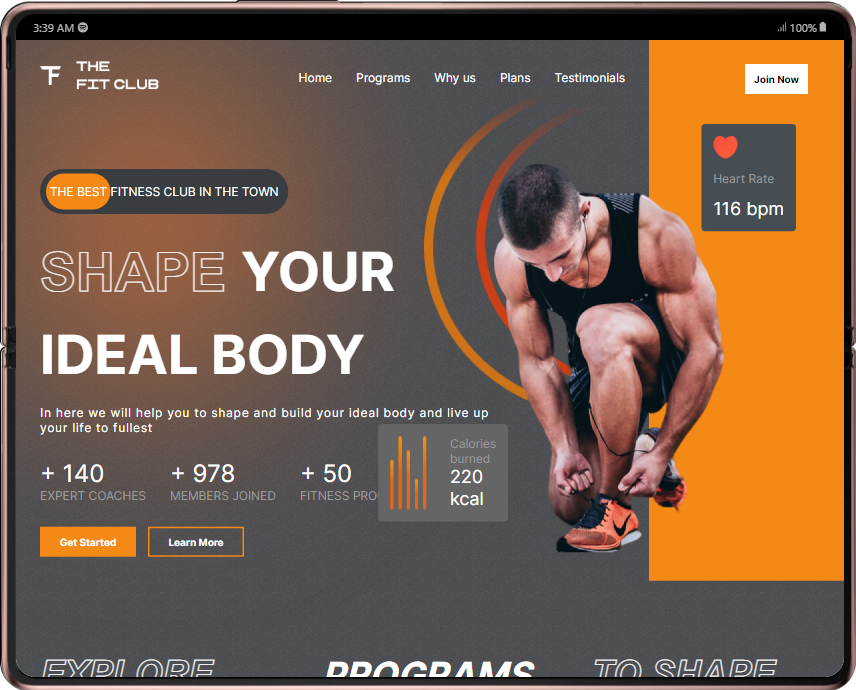 3:39 AM
100%
THE
FIT CLUB
Home Programs Why us Plans Testimonials
Join Now
Heart Rate
116 bpm
THE BEST FITNESS CLUB IN THE TOWN
SHAPE YOUR
IDEAL BODY
In here we will help you to shape and build your ideal body and live up
your life to fullest
Calories
burned
220
kcal
+ 140 + 978 + 50
EXPERT COACHES MEMBERS JOINED FITNESS PRO
Get Started Learn More
EXPLORE PROGRAMS TO SHAPE